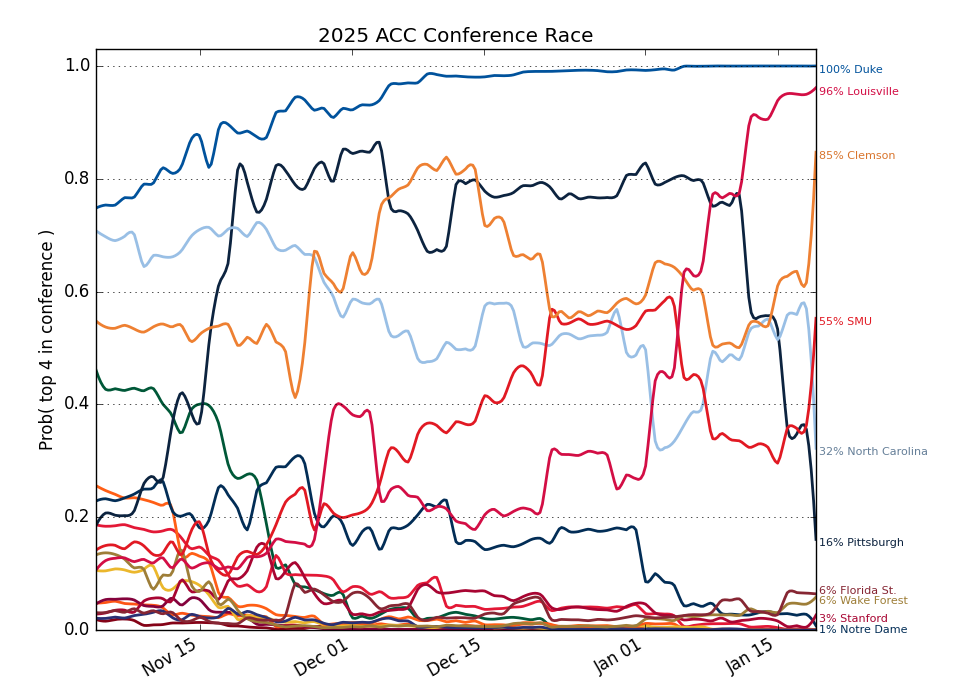 2025 ACC Conference Race
Prob( top 4 in conference )
1.0
0.8
0.6
0.4
0.2
0.0
Nov 15
Dec 01
Dec 15
Jan 01
Jan 15
100% Duke
96% Louisville
85% Clemson
55% SMU
32% North Carolina
16% Pittsburgh
6% Florida St.
6% Wake Forest
3% Stanford
1% Notre Dame